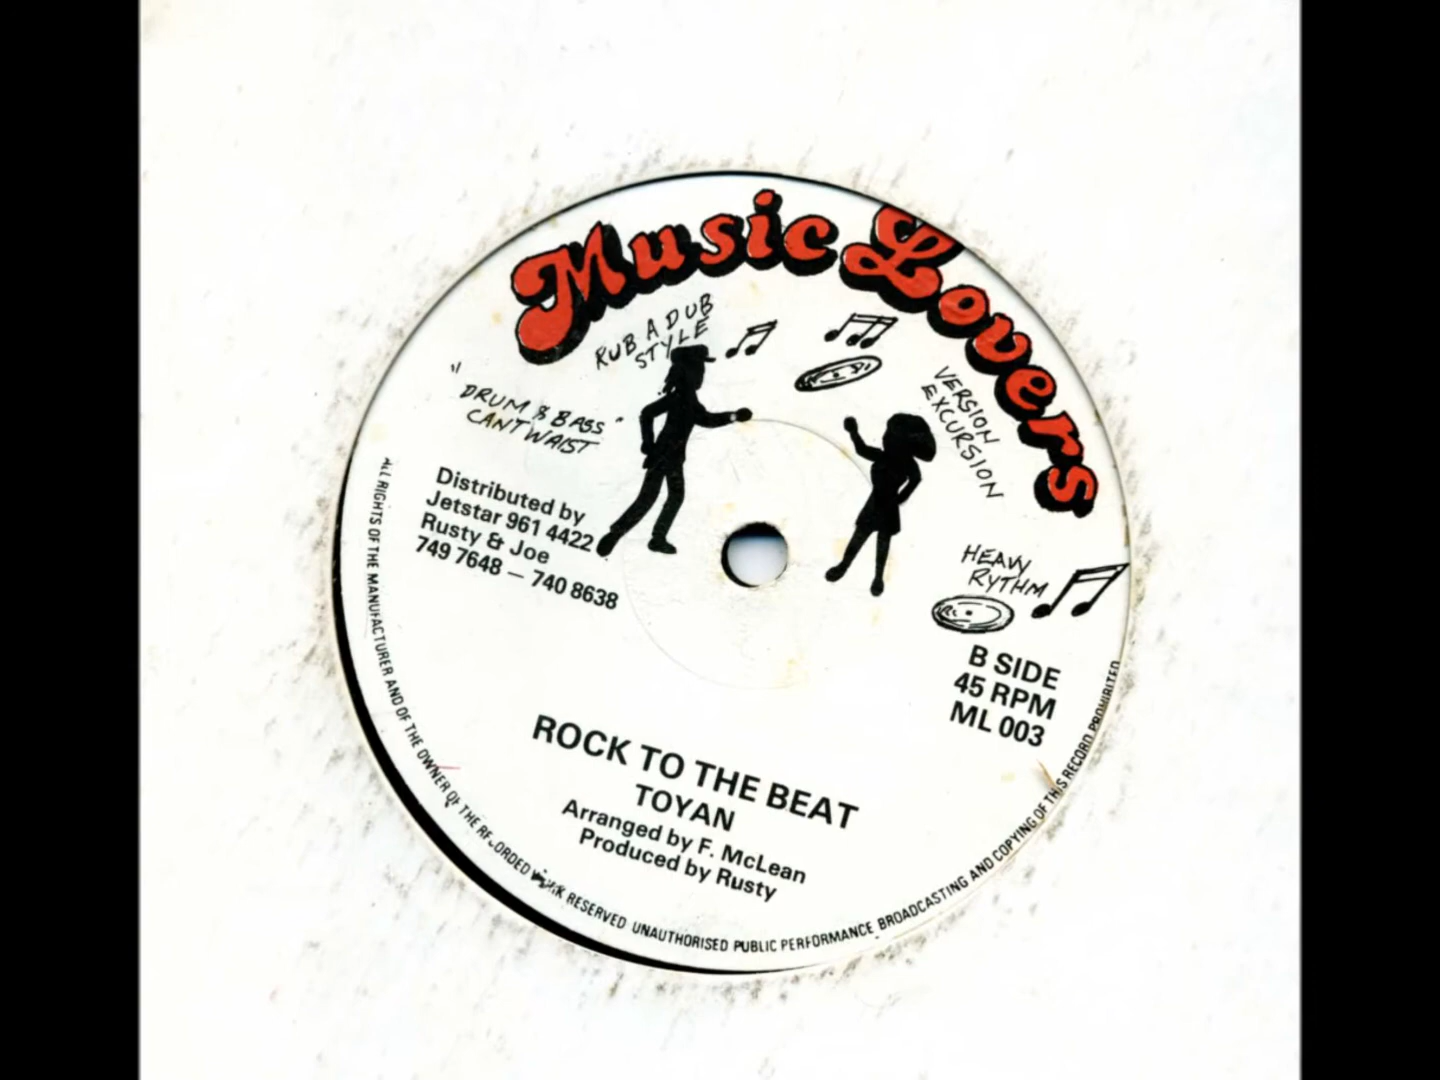 Music Lovers
RUB A DUB
STYLE
"DRUM & BASS"
CANT WAIST
VERSION
EXCURSION
HEAVY
RYTHM
Distributed by
Jetstar 961 4422
Rusty & Joe
749 7648 — 740 8638
B SIDE
45 RPM
ML 003
ROCK TO THE BEAT
TOYAN
Arranged by F. McLean
Produced by Rusty
ALL RIGHTS OF THE MANUFACTURER AND OF THE OWNER OF THE RECORDED WORK RESERVED UNAUTHORISED PUBLIC PERFORMANCE BROADCASTING AND COPYING OF THIS RECORD PROHIBITED